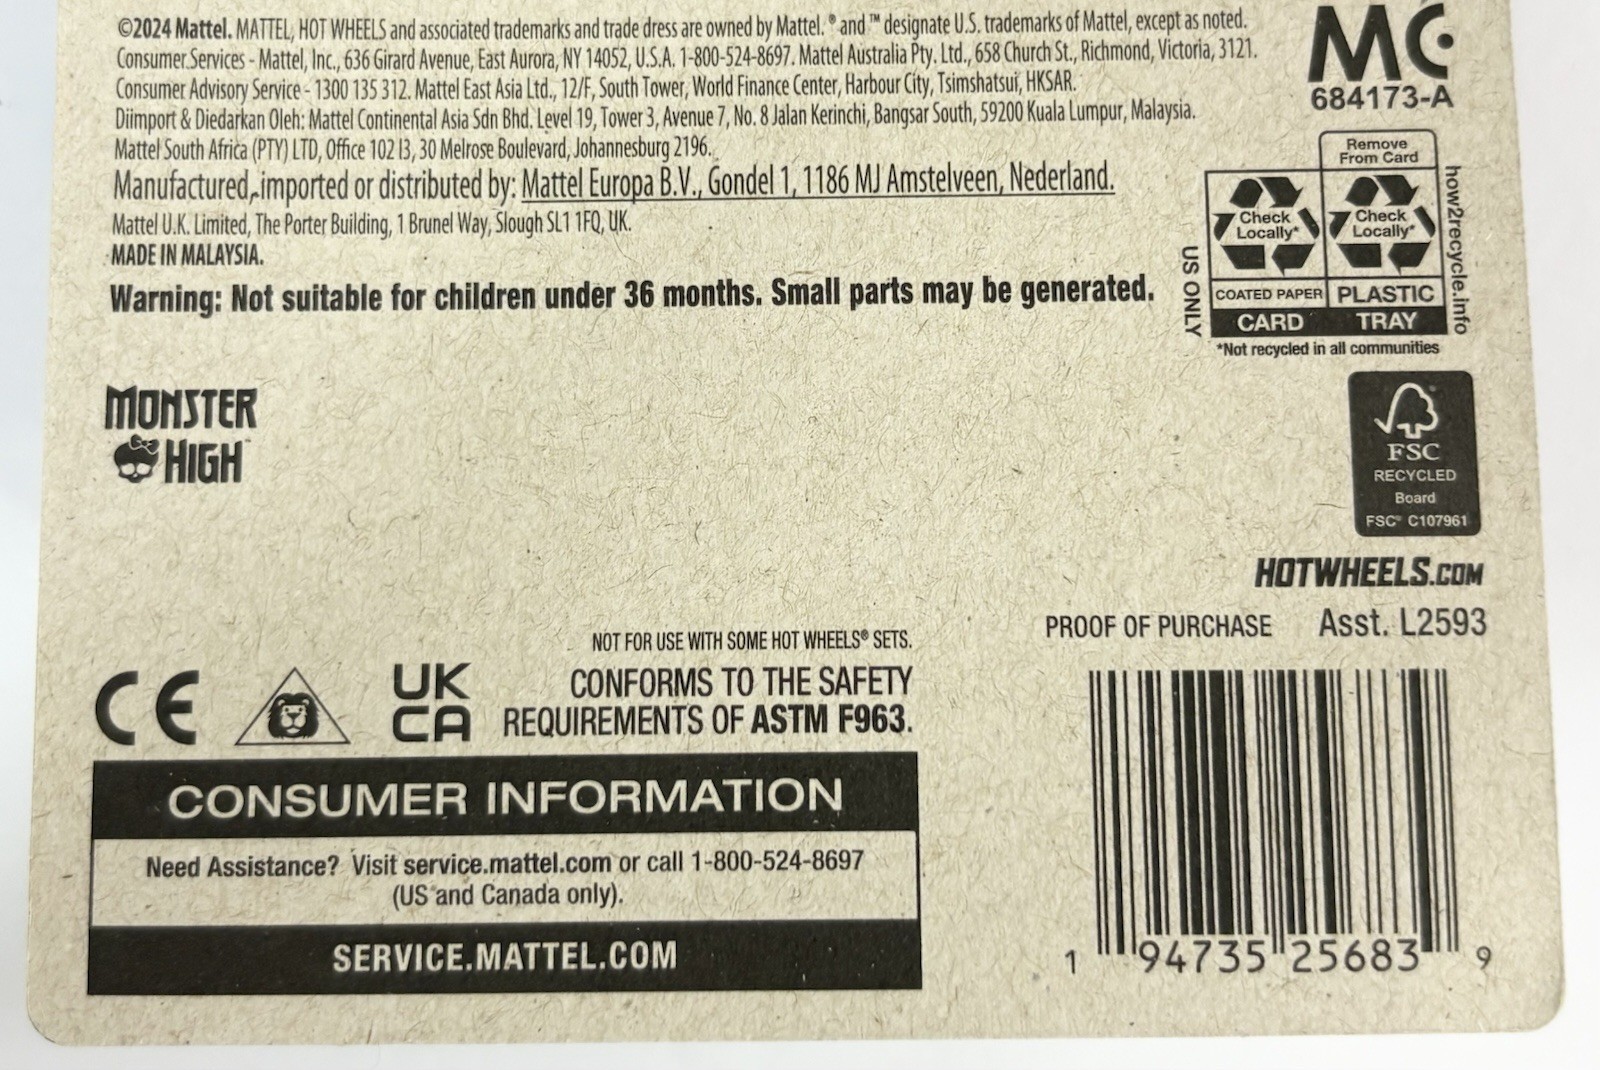 ©2024 Mattel. MATTEL, HOT WHEELS and associated trademarks and trade dress are owned by Mattel. ® and ™ designate U.S. trademarks of Mattel, except as noted.
Consumer Services - Mattel, Inc., 636 Girard Avenue, East Aurora, NY 14052, U.S.A. 1-800-524-8697. Mattel Australia Pty. Ltd., 658 Church St., Richmond, Victoria, 3121.
Consumer Advisory Service - 1300 135 312. Mattel East Asia Ltd., 12/F, South Tower, World Finance Center, Harbour City, Tsimshatsui, HKSAR.
Diimport & Diedarkan Oleh: Mattel Continental Asia Sdn Bhd. Level 19, Tower 3, Avenue 7, No. 8 Jalan Kerinchi, Bangsar South, 59200 Kuala Lumpur, Malaysia.
Mattel South Africa (PTY) LTD, Office 102 I3, 30 Melrose Boulevard, Johannesburg 2196.
Manufactured, imported or distributed by: Mattel Europa B.V., Gondel 1, 1186 MJ Amstelveen, Nederland.
Mattel U.K. Limited, The Porter Building, 1 Brunel Way, Slough SL1 1FQ, UK.
MADE IN MALAYSIA.
Warning: Not suitable for children under 36 months. Small parts may be generated.
MC
684173-A
Remove
From Card
Check
Locally*
Check
Locally*
COATED PAPER
PLASTIC
CARD
TRAY
US ONLY
how2recycle.info
*Not recycled in all communities
MONSTER
HIGH™
FSC
RECYCLED
Board
FSC® C107961
HOTWHEELS.COM
PROOF OF PURCHASE Asst. L2593
NOT FOR USE WITH SOME HOT WHEELS® SETS.
CONFORMS TO THE SAFETY
REQUIREMENTS OF ASTM F963.
CE
UK
CA
CONSUMER INFORMATION
Need Assistance? Visit service.mattel.com or call 1-800-524-8697
(US and Canada only).
SERVICE.MATTEL.COM
1 94735 25683 9